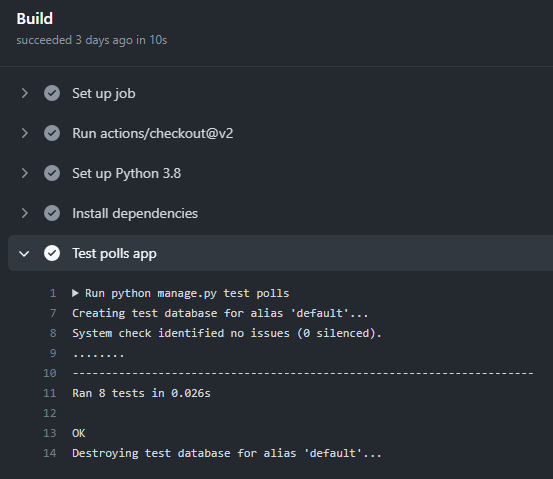 Build
succeeded 3 days ago in 10s
Set up job
Run actions/checkout@v2
Set up Python 3.8
Install dependencies
Test polls app
1 ▶ Run python manage.py test polls
7 Creating test database for alias 'default'...
8 System check identified no issues (0 silenced).
9 ........
10 ----------------------------------------------------------------------
11 Ran 8 tests in 0.026s
12
13 OK
14 Destroying test database for alias 'default'...